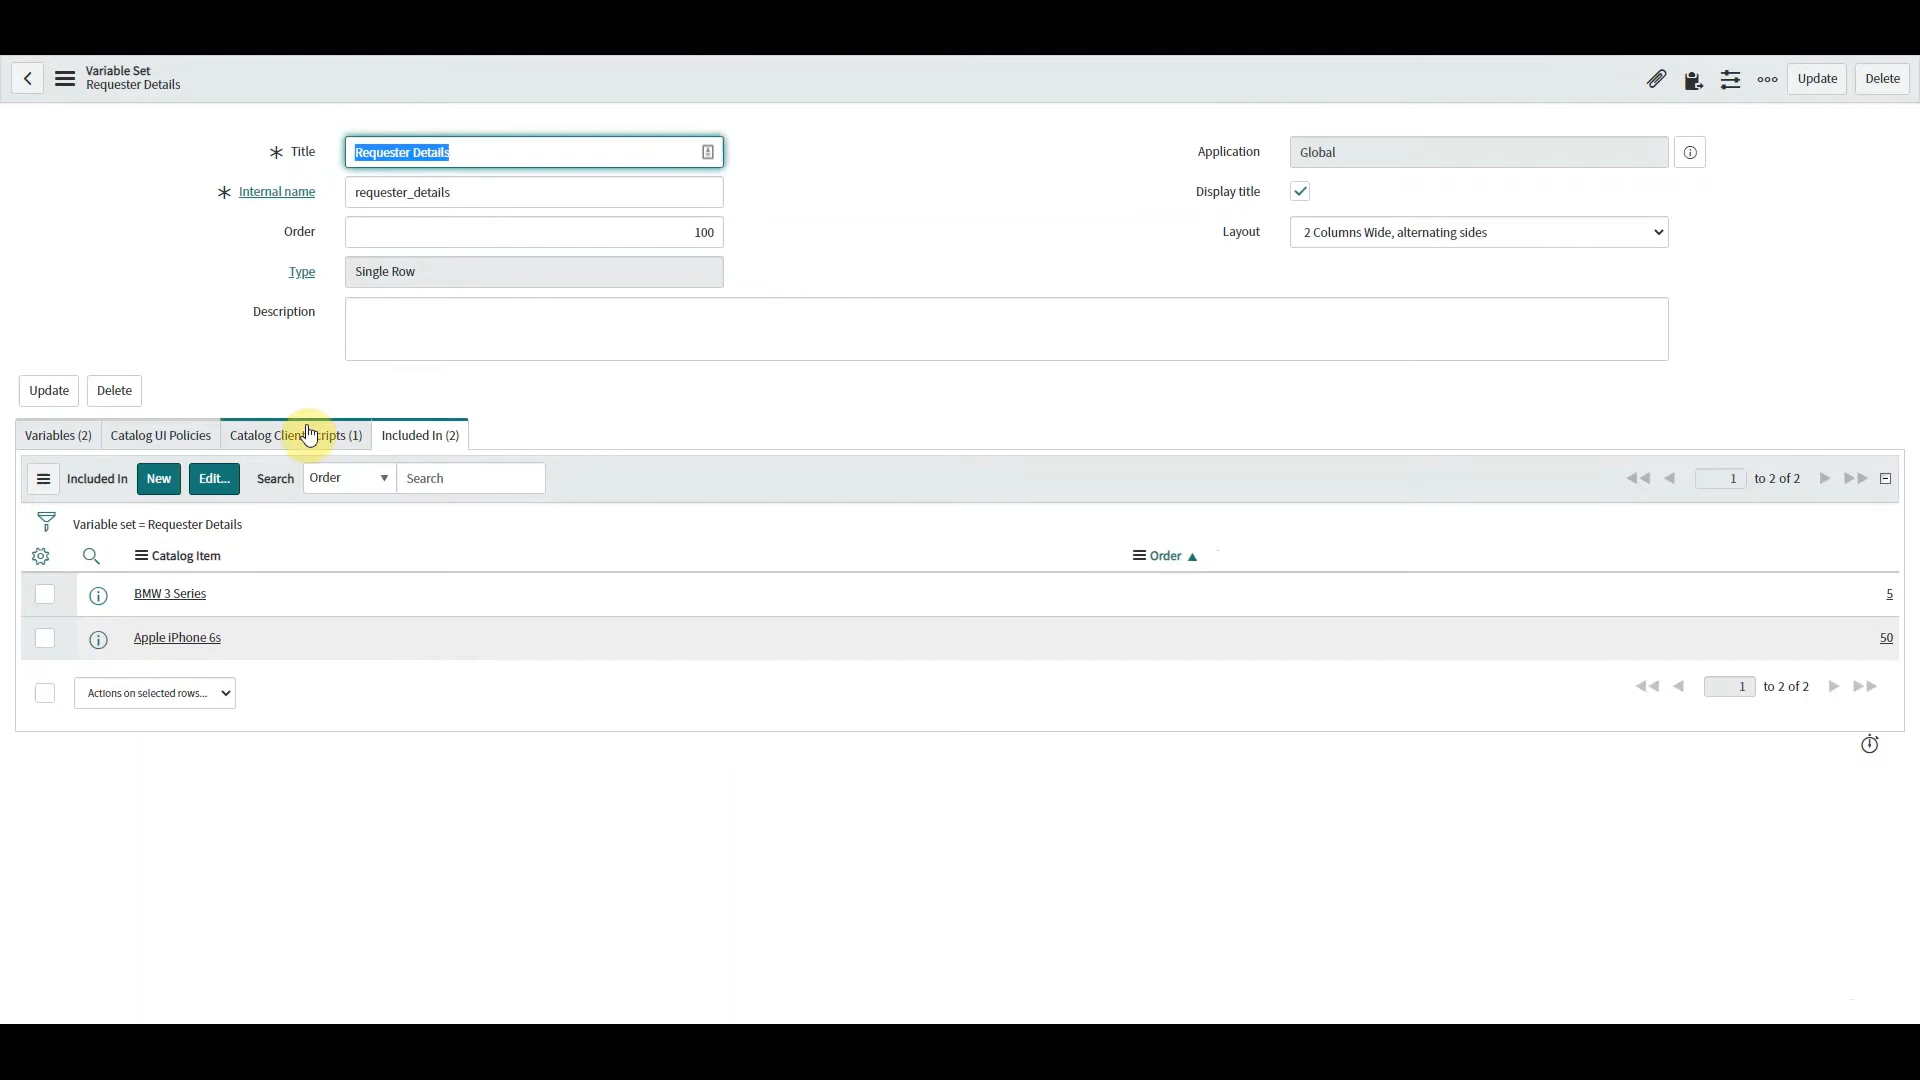 Variable Set
Requester Details
Update
Delete
Title
Requester Details
Application
Global
Internal name
requester_details
Display title
Order
100
Layout
2 Columns Wide, alternating sides
Type
Single Row
Description
Update
Delete
Variables (2)
Catalog UI Policies
Catalog Client Scripts (1)
Included In (2)
Included In
New
Edit...
Search
Order
Search
1
to 2 of 2
Variable set = Requester Details
Catalog Item
Order
BMW 3 Series
5
Apple iPhone 6s
50
Actions on selected rows...
1
to 2 of 2